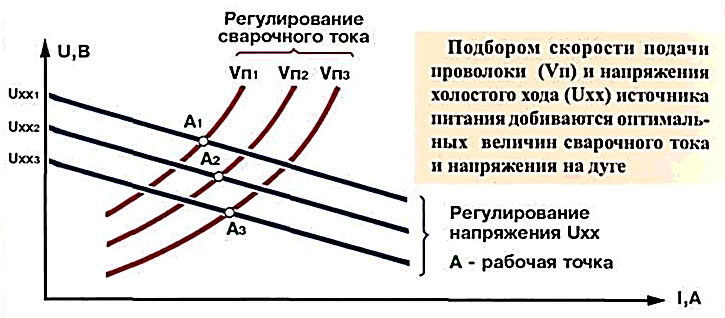 Регулирование
сварочного тока
U,В
Vп1 Vп2 Vп3
Uxx1
Uxx2
Uxx3
A1
A2
A3
Подбором скорости подачи
проволоки (Vп) и напряжения
холостого хода (Uxx) источника
питания добиваются оптималь-
ных величин сварочного тока
и напряжения на дуге
Регулирование
напряжения Uxx
А - рабочая точка
I,А